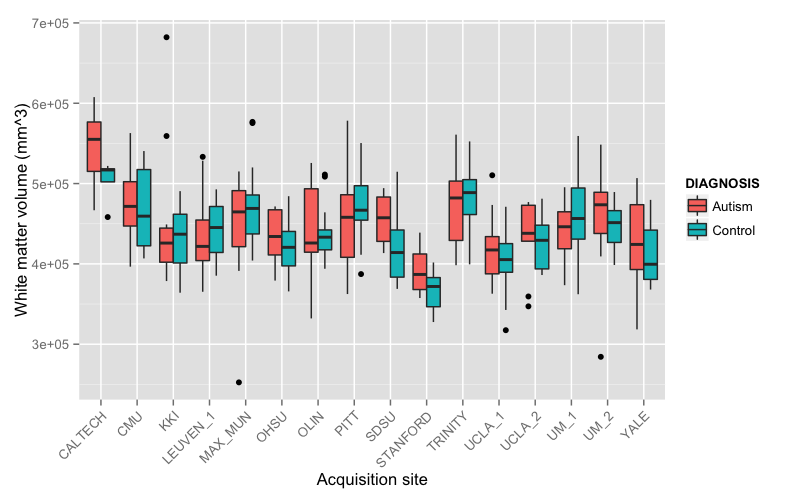 7e+05
6e+05
5e+05
4e+05
3e+05
White matter volume (mm^3)
CALTECH
CMU
KKI
LEUVEN_1
MAX_MUN
OHSU
OLIN
PITT
SDSU
STANFORD
TRINITY
UCLA_1
UCLA_2
UM_1
UM_2
YALE
Acquisition site
DIAGNOSIS
Autism
Control